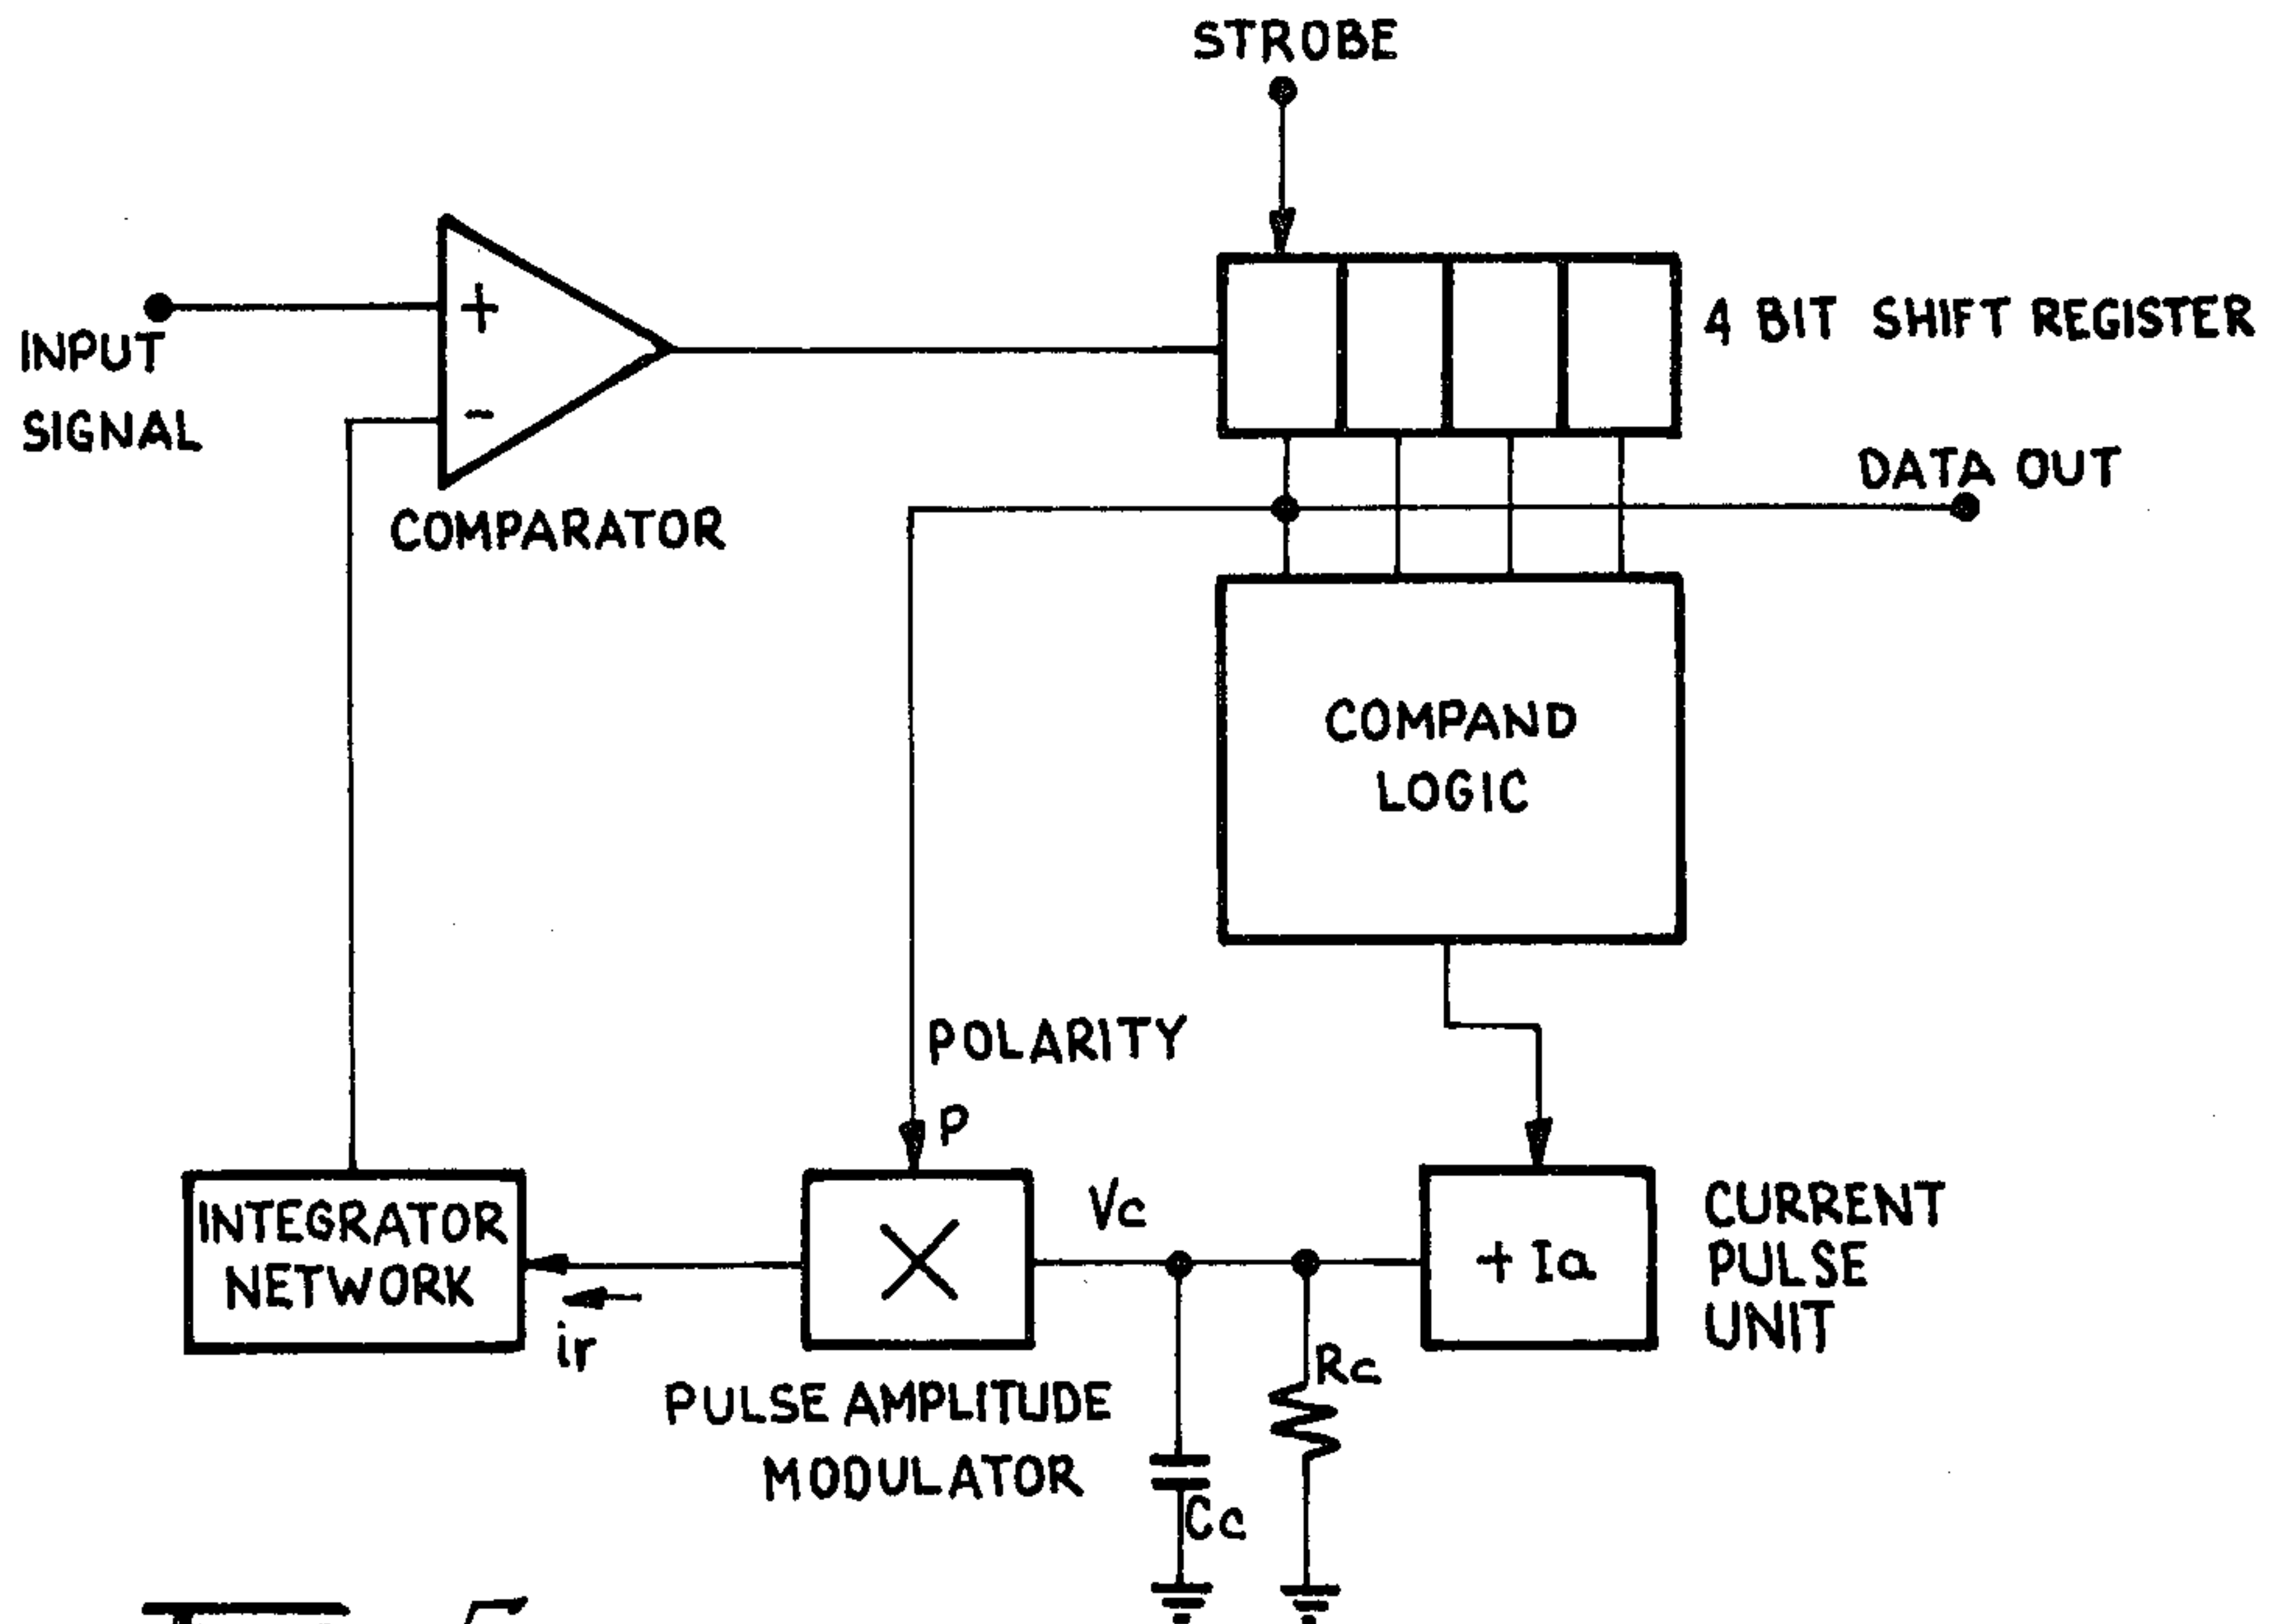 STROBE
4 BIT SHIFT REGISTER
+
INPUT
SIGNAL
-
DATA OUT
COMPARATOR
COMPAND
LOGIC
POLARITY
P
INTEGRATOR
NETWORK
Vc
+ Ia
CURRENT
PULSE
UNIT
ir
Rc
PULSE AMPLITUDE
MODULATOR
Cc